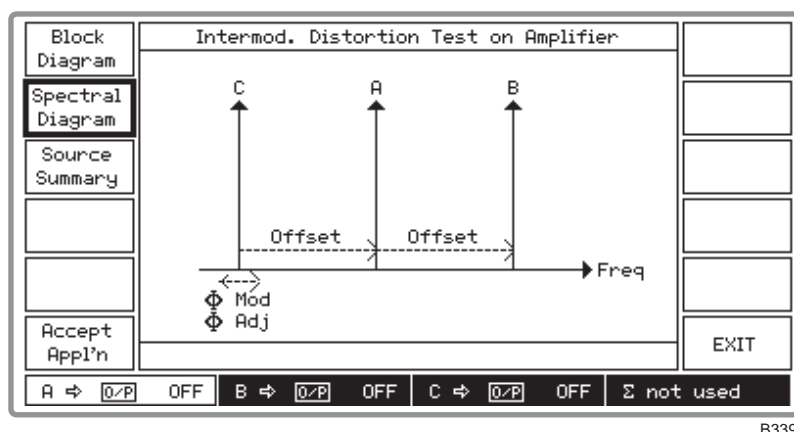 Block
Diagram
Intermod. Distortion Test on Amplifier
Spectral
Diagram
C A B
Source
Summary
Offset Offset
Freq
Φ Mod
Φ Adj
Accept
Appl'n
EXIT
A ⇨ O/P OFF B ⇨ O/P OFF C ⇨ O/P OFF Σ not used
B339